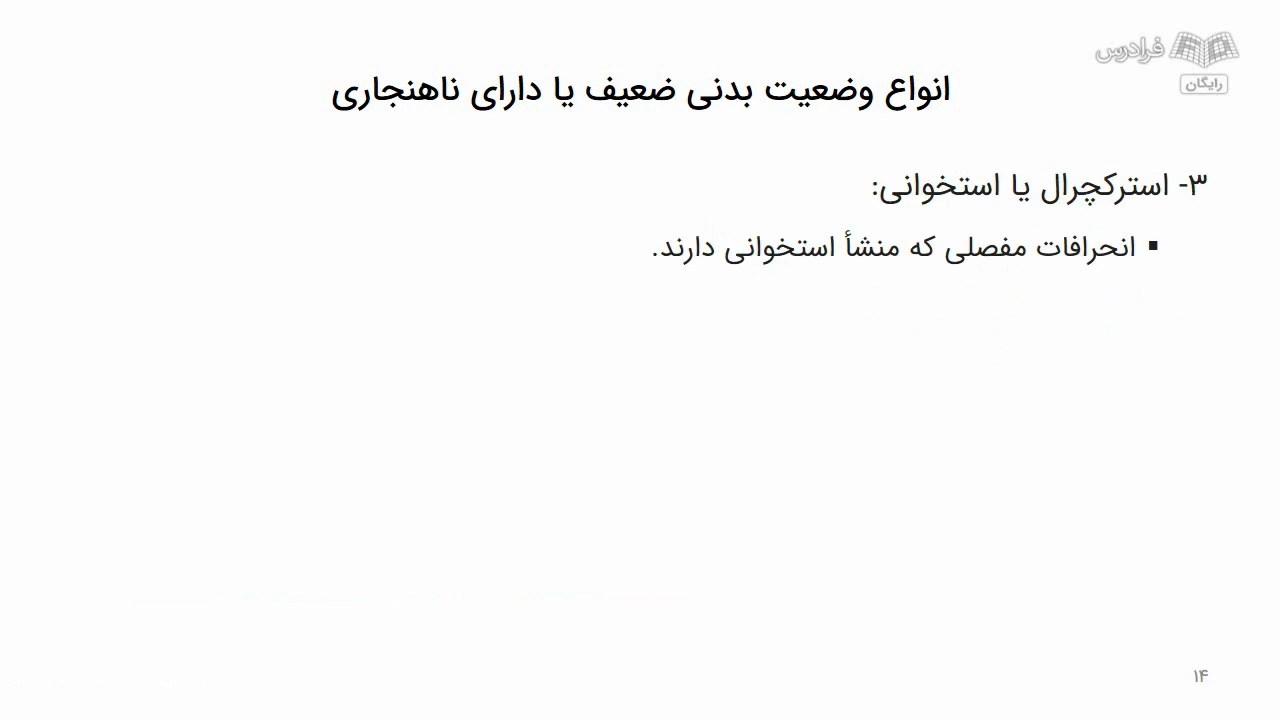 فرادرس
رایگان
انواع وضعیت بدنی ضعیف یا دارای ناهنجاری
۳- استرکچرال یا استخوانی:
▪ انحرافات مفصلی که منشأ استخوانی دارند.
۱۴